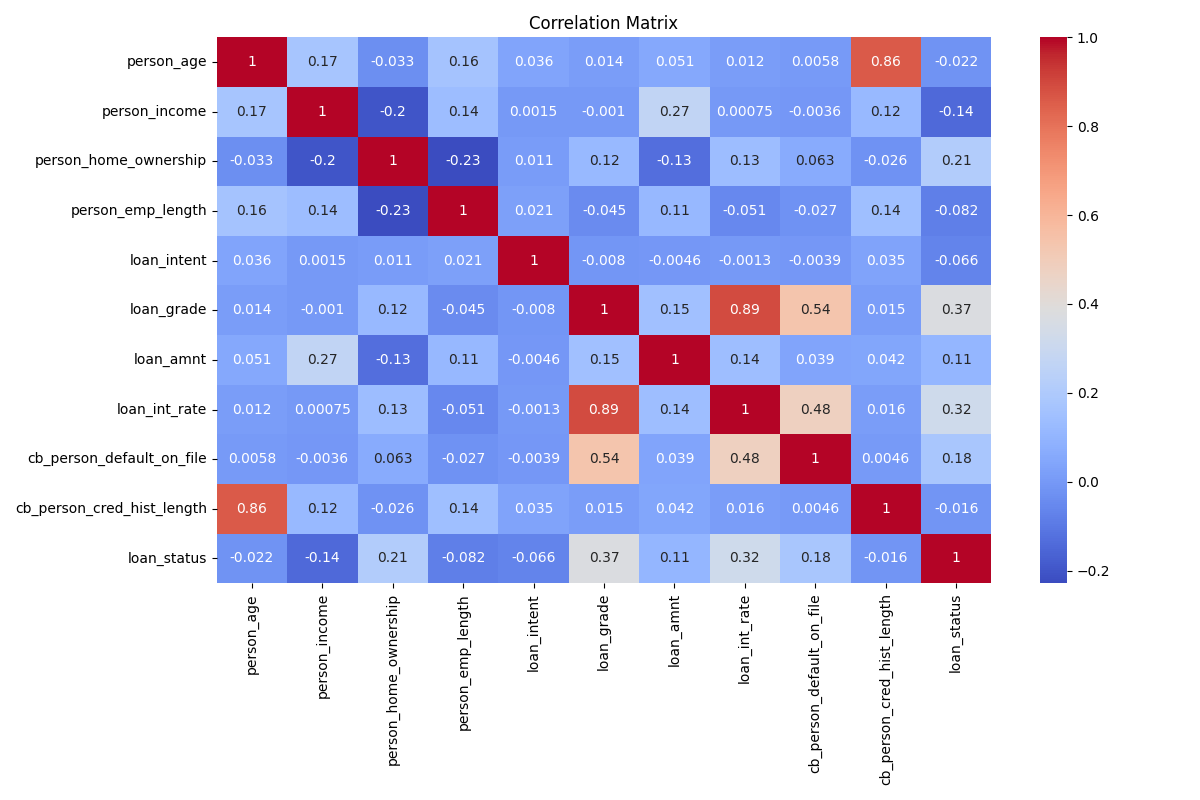 Correlation Matrix
person_age 1 0.17 -0.033 0.16 0.036 0.014 0.051 0.012 0.0058 0.86 -0.022
person_income 0.17 1 -0.2 0.14 0.0015 -0.001 0.27 0.00075 -0.0036 0.12 -0.14
person_home_ownership -0.033 -0.2 1 -0.23 0.011 0.12 -0.13 0.13 0.063 -0.026 0.21
person_emp_length 0.16 0.14 -0.23 1 0.021 -0.045 0.11 -0.051 -0.027 0.14 -0.082
loan_intent 0.036 0.0015 0.011 0.021 1 -0.008 -0.0046 -0.0013 -0.0039 0.035 -0.066
loan_grade 0.014 -0.001 0.12 -0.045 -0.008 1 0.15 0.89 0.54 0.015 0.37
loan_amnt 0.051 0.27 -0.13 0.11 -0.0046 0.15 1 0.14 0.039 0.042 0.11
loan_int_rate 0.012 0.00075 0.13 -0.051 -0.0013 0.89 0.14 1 0.48 0.016 0.32
cb_person_default_on_file 0.0058 -0.0036 0.063 -0.027 -0.0039 0.54 0.039 0.48 1 0.0046 0.18
cb_person_cred_hist_length 0.86 0.12 -0.026 0.14 0.035 0.015 0.042 0.016 0.0046 1 -0.016
loan_status -0.022 -0.14 0.21 -0.082 -0.066 0.37 0.11 0.32 0.18 -0.016 1
person_age
person_income
person_home_ownership
person_emp_length
loan_intent
loan_grade
loan_amnt
loan_int_rate
cb_person_default_on_file
cb_person_cred_hist_length
loan_status
1.0
0.8
0.6
0.4
0.2
0.0
−0.2